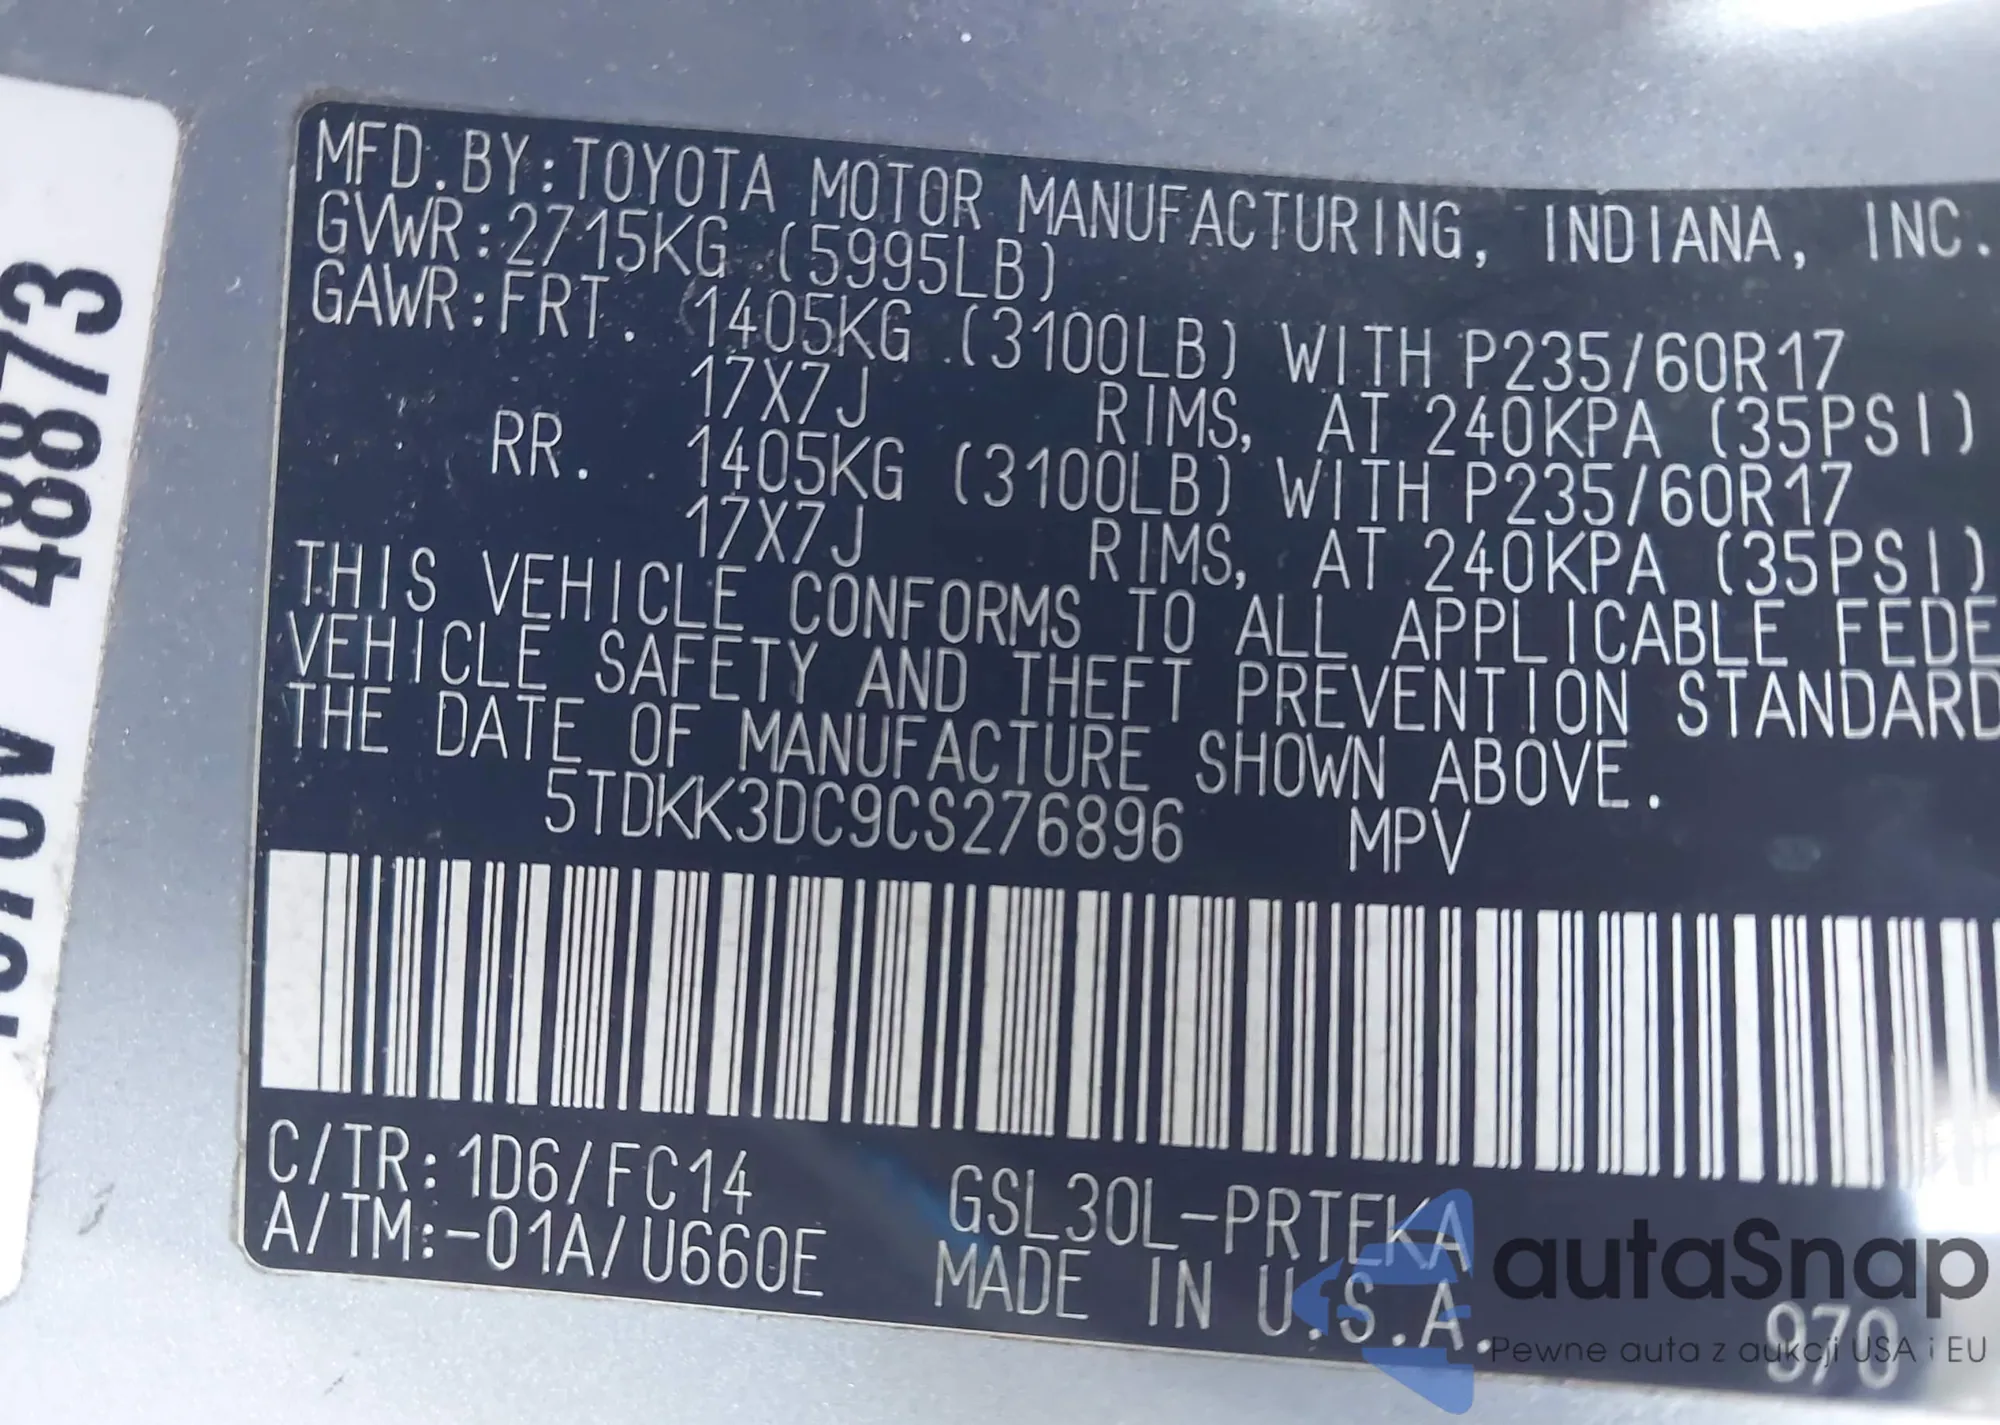 MFD. BY: TOYOTA MOTOR MANUFACTURING, INDIANA, INC.
GVWR: 2715KG (5995LB)
GAWR: FRT. 1405KG (3100LB) WITH P235/60R17
17X7J RIMS, AT 240KPA (35PSI)
RR. 1405KG (3100LB) WITH P235/60R17
17X7J RIMS, AT 240KPA (35PSI)
THIS VEHICLE CONFORMS TO ALL APPLICABLE FEDE
VEHICLE SAFETY AND THEFT PREVENTION STANDARD
THE DATE OF MANUFACTURE SHOWN ABOVE.
5TDKK3DC9CS276896 MPV
C/TR: 1D6/FC14 GSL30L-PRTEKA
A/TM: -01A/U660E MADE IN U.S.A.
970
48873
autoSnap
Pewne auta z aukcji USA i EU